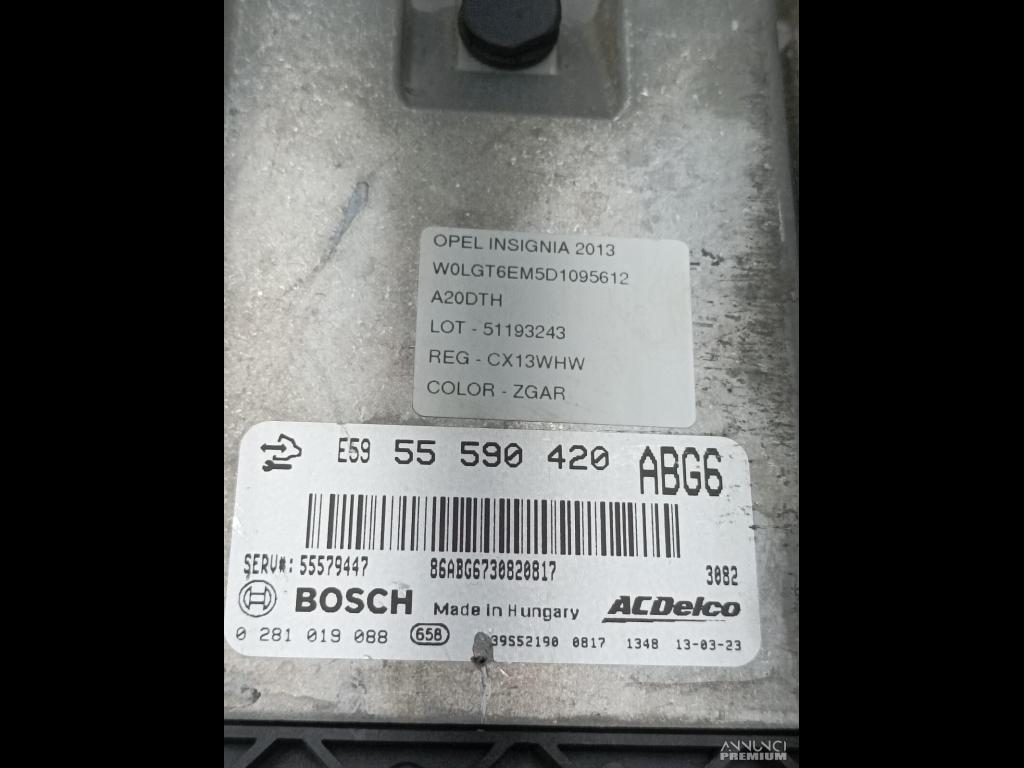 OPEL INSIGNIA 2013
W0LGT6EM5D1095612
A20DTH
LOT - 51193243
REG - CX13WHW
COLOR - ZGAR
E59 55 590 420 ABG6
SERV#: 55579447 86ABG6730820817 3082
BOSCH Made in Hungary ACDelco
0 281 019 088 658 39S52190 0817 1348 13-03-23
ANNUNCI
PREMIUM